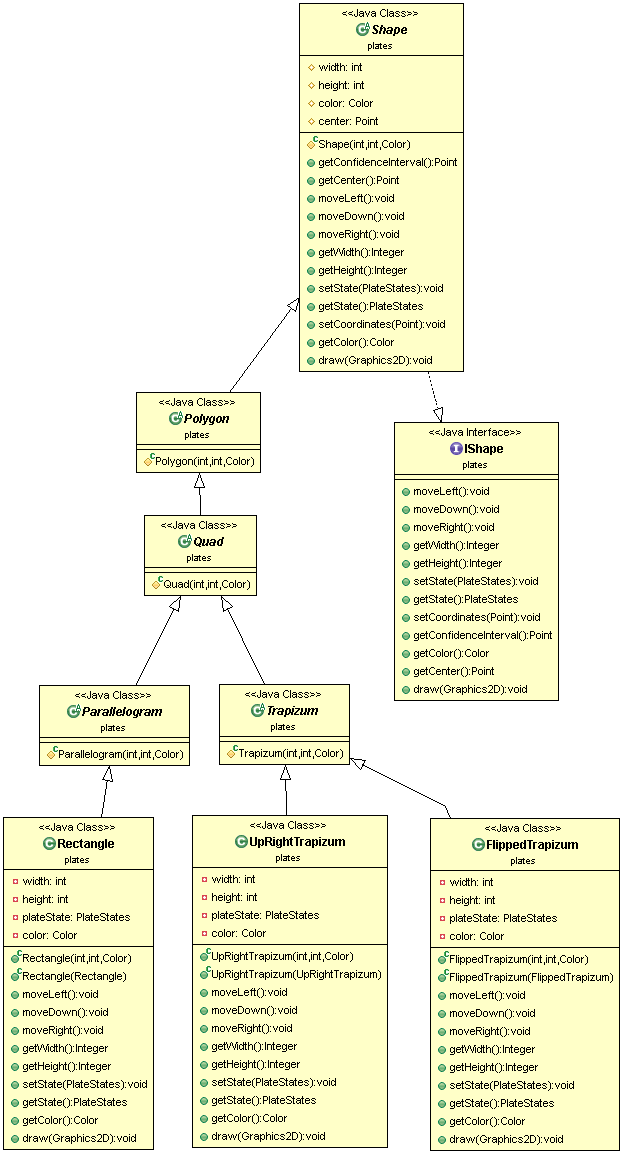 <<Java Class>>
Shape
plates
width: int
height: int
color: Color
center: Point
Shape(int,int,Color)
getConfidenceInterval():Point
getCenter():Point
moveLeft():void
moveDown():void
moveRight():void
getWidth():Integer
getHeight():Integer
setState(PlateStates):void
getState():PlateStates
setCoordinates(Point):void
getColor():Color
draw(Graphics2D):void
<<Java Class>>
Polygon
plates
Polygon(int,int,Color)
<<Java Interface>>
IShape
plates
moveLeft():void
moveDown():void
moveRight():void
getWidth():Integer
getHeight():Integer
setState(PlateStates):void
getState():PlateStates
setCoordinates(Point):void
getConfidenceInterval():Point
getColor():Color
getCenter():Point
draw(Graphics2D):void
<<Java Class>>
Quad
plates
Quad(int,int,Color)
<<Java Class>>
Parallelogram
plates
Parallelogram(int,int,Color)
<<Java Class>>
Trapizum
plates
Trapizum(int,int,Color)
<<Java Class>>
Rectangle
plates
width: int
height: int
plateState: PlateStates
color: Color
Rectangle(int,int,Color)
Rectangle(Rectangle)
moveLeft():void
moveDown():void
moveRight():void
getWidth():Integer
getHeight():Integer
setState(PlateStates):void
getState():PlateStates
getColor():Color
draw(Graphics2D):void
<<Java Class>>
UpRightTrapizum
plates
width: int
height: int
plateState: PlateStates
color: Color
UpRightTrapizum(int,int,Color)
UpRightTrapizum(UpRightTrapizum)
moveLeft():void
moveDown():void
moveRight():void
getWidth():Integer
getHeight():Integer
setState(PlateStates):void
getState():PlateStates
getColor():Color
draw(Graphics2D):void
<<Java Class>>
FlippedTrapizum
plates
width: int
height: int
plateState: PlateStates
color: Color
FlippedTrapizum(int,int,Color)
FlippedTrapizum(FlippedTrapizum)
moveLeft():void
moveDown():void
moveRight():void
getWidth():Integer
getHeight():Integer
setState(PlateStates):void
getState():PlateStates
getColor():Color
draw(Graphics2D):void